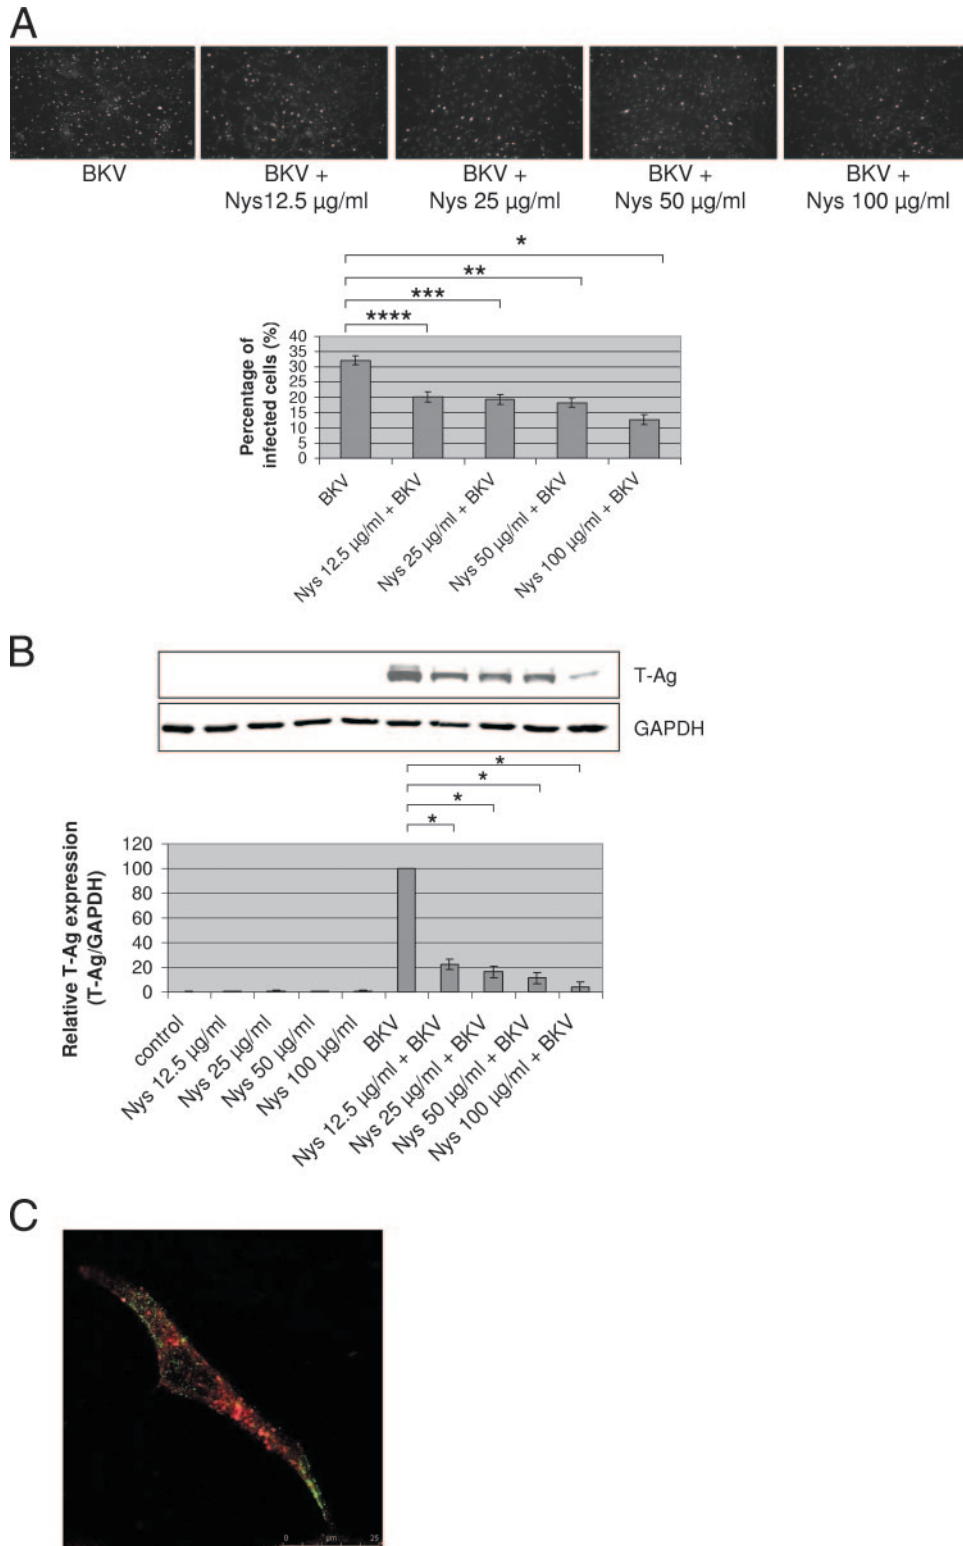 A
BKV
BKV +
Nys12.5 µg/ml
BKV +
Nys 25 µg/ml
BKV +
Nys 50 µg/ml
BKV +
Nys 100 µg/ml
*
**
***
****
Percentage of
infected cells (%)
40
35
30
25
20
15
10
5
0
BKV
Nys 12.5 µg/ml + BKV
Nys 25 µg/ml + BKV
Nys 50 µg/ml + BKV
Nys 100 µg/ml + BKV
B
T-Ag
GAPDH
*
*
*
*
Relative T-Ag expression
(T-Ag/GAPDH)
120
100
80
60
40
20
0
control
Nys 12.5 µg/ml
Nys 25 µg/ml
Nys 50 µg/ml
Nys 100 µg/ml
BKV
Nys 12.5 µg/ml + BKV
Nys 25 µg/ml + BKV
Nys 50 µg/ml + BKV
Nys 100 µg/ml + BKV
C
0 µm 25